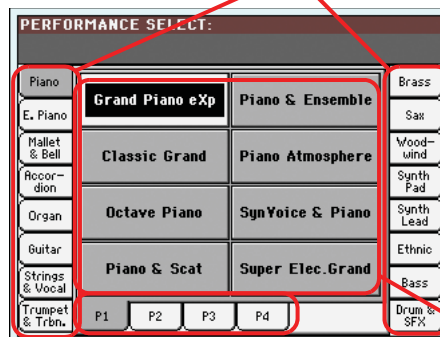 PERFORMANCE SELECT:
Piano
E. Piano
Mallet
& Bell
Accor-
dion
Organ
Guitar
Strings
& Vocal
Trumpet
& Trbn.
Grand Piano eXp
Piano & Ensemble
Classic Grand
Piano Atmosphere
Octave Piano
SynVoice & Piano
Piano & Scat
Super Elec.Grand
P1 P2 P3 P4
Brass
Sax
Wood-
wind
Synth
Pad
Synth
Lead
Ethnic
Bass
Drum &
SFX